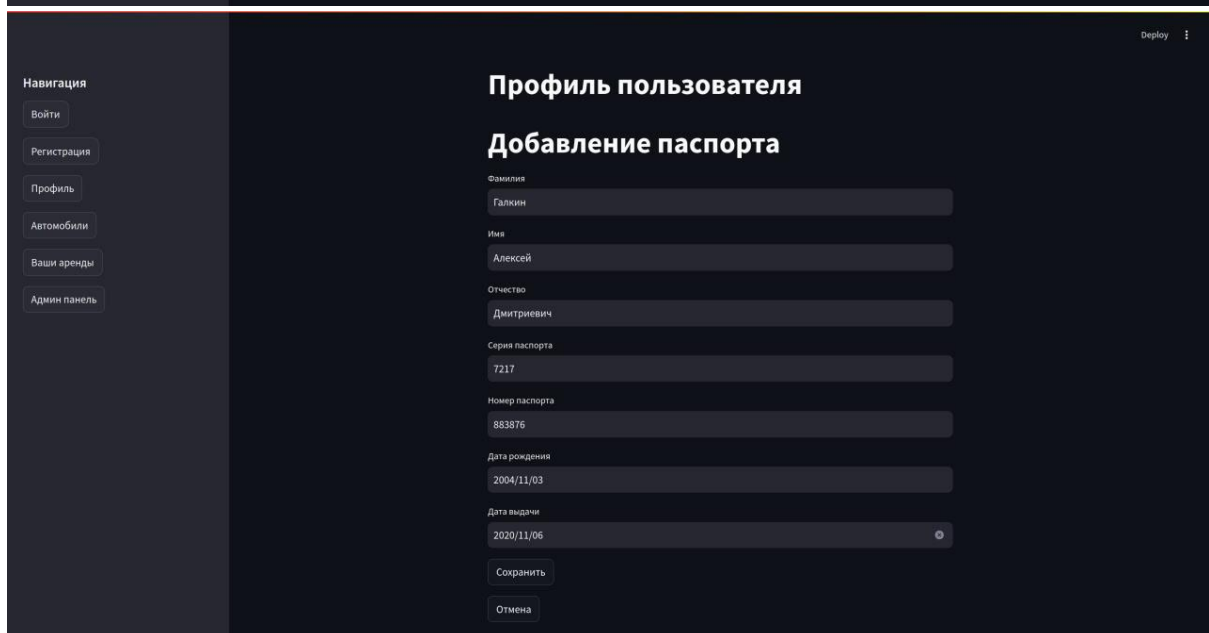 Deploy
Навигация
Войти
Регистрация
Профиль
Автомобили
Ваши аренды
Админ панель
Профиль пользователя
Добавление паспорта
Фамилия
Галкин
Имя
Алексей
Отчество
Дмитриевич
Серия паспорта
7217
Номер паспорта
883876
Дата рождения
2004/11/03
Дата выдачи
2020/11/06
Сохранить
Отмена